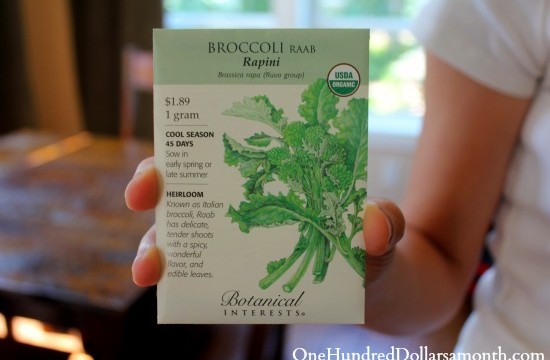 BROCCOLI RAAB
Rapini
Brassica rapa (Ruvo group)
USDA
ORGANIC
$1.89
1 gram
COOL SEASON
45 DAYS
Sow in
early spring or
late summer
HEIRLOOM
Known as Italian
broccoli, Raab
has delicate,
tender shoots
with a spicy,
wonderful
flavor, and
edible leaves.
Botanical
INTERESTS®
OneHundredDollarsamonth.com